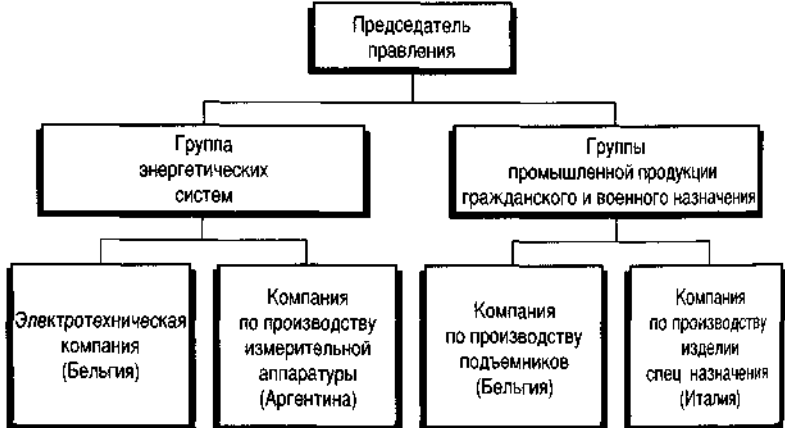 Председатель
правления
Группа
энергетических
систем
Группы
промышленной продукции
гражданского и военного назначения
Электротехническая
компания
(Бельгия)
Компания
по производству
измерительной
аппаратуры
(Аргентина)
Компания
по производству
подъемников
(Бельгия)
Компания
по производству
изделии
спец назначения
(Италия)